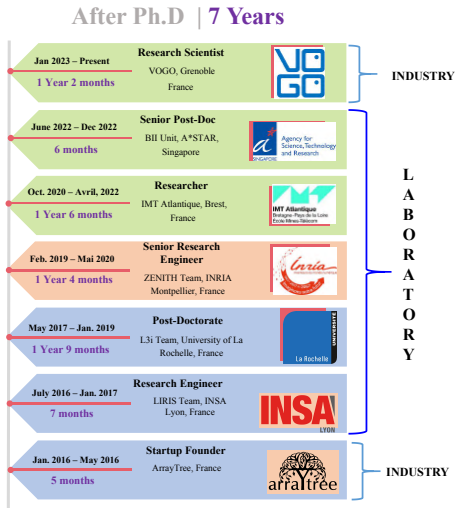 After Ph.D | 7 Years
Jan 2023 – Present
1 Year 2 months
Research Scientist
VOGO, Grenoble
France
VOGO
INDUSTRY
June 2022 – Dec 2022
6 months
Senior Post-Doc
BII Unit, A*STAR,
Singapore
a*
SINGAPORE
Agency for
Science, Technology
and Research
Oct. 2020 – Avril, 2022
1 Year 6 months
Researcher
IMT Atlantique, Brest,
France
IMT Atlantique
Bretagne-Pays de la Loire
École Mines-Télécom
Feb. 2019 – Mai 2020
1 Year 4 months
Senior Research
Engineer
ZENITH Team, INRIA
Montpellier, France
Inria
LABORATORY
May 2017 – Jan. 2019
1 Year 9 months
Post-Doctorate
L3i Team, University of La
Rochelle, France
La Rochelle
UNIVERSITÉ
July 2016 – Jan. 2017
7 months
Research Engineer
LIRIS Team, INSA
Lyon, France
INSA
LYON
Jan. 2016 – May 2016
5 months
Startup Founder
ArrayTree, France
array tree
INDUSTRY